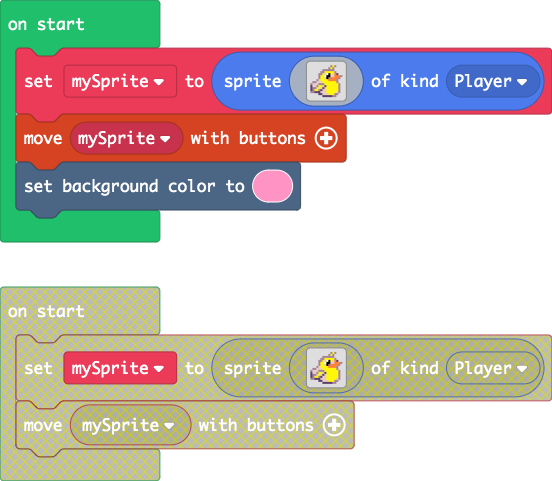 on start
set mySprite to sprite of kind Player
move mySprite with buttons
set background color to
on start
set mySprite to sprite of kind Player
move mySprite with buttons